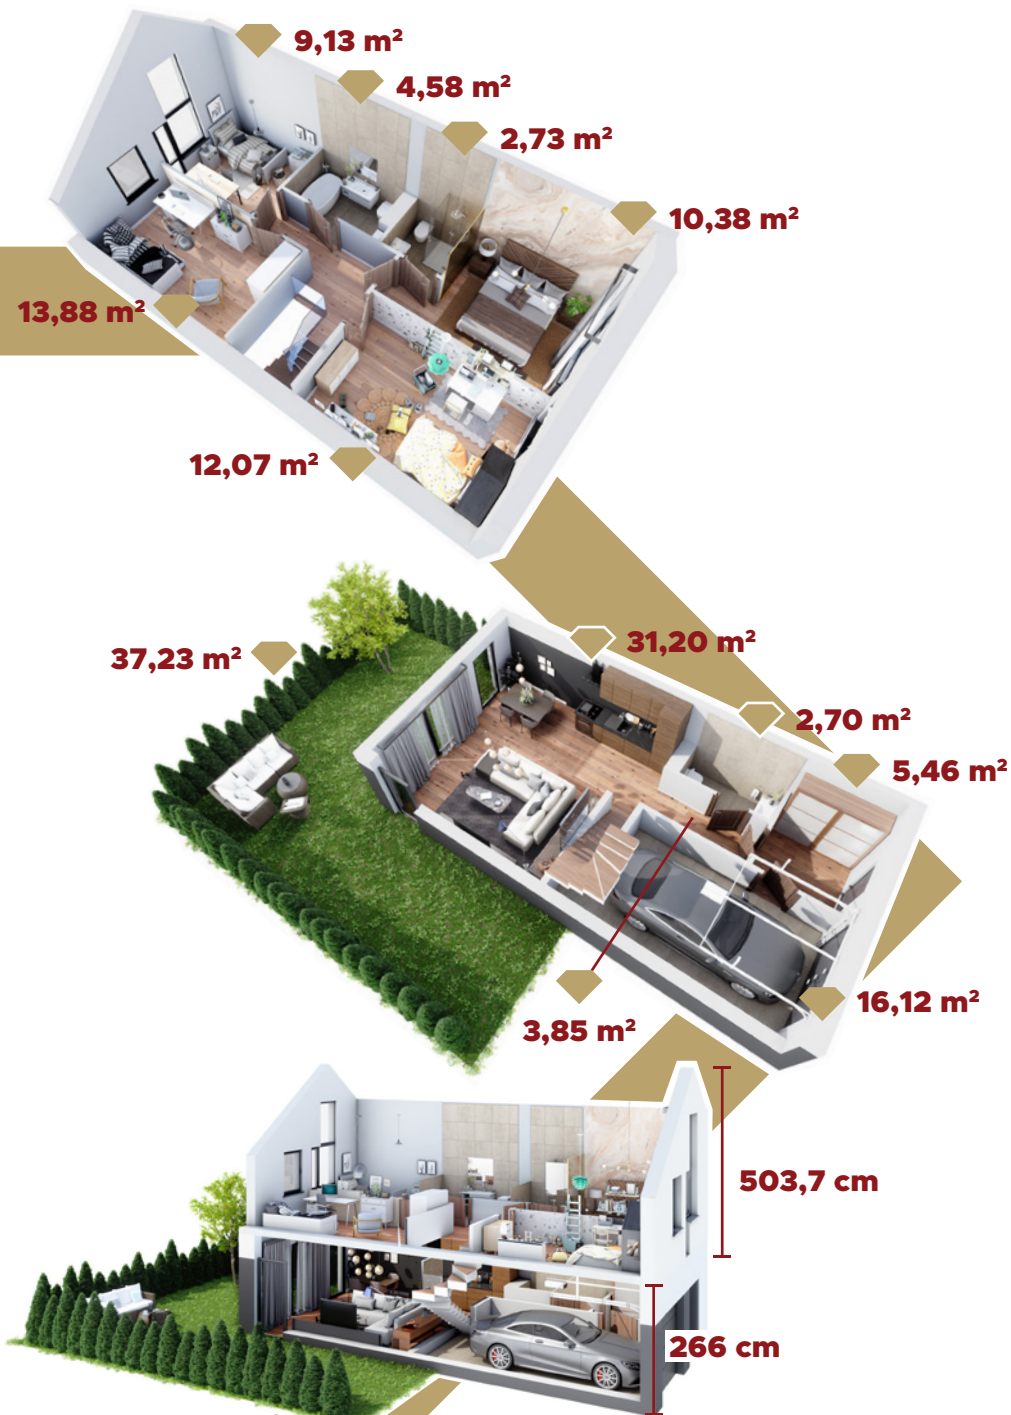 9,13 m²
4,58 m²
2,73 m²
10,38 m²
13,88 m²
12,07 m²
31,20 m²
37,23 m²
2,70 m²
5,46 m²
16,12 m²
3,85 m²
503,7 cm
266 cm